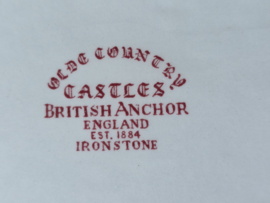 OLDE COUNTRY
CASTLES
BRITISH ANCHOR
ENGLAND
EST. 1884
IRONSTONE